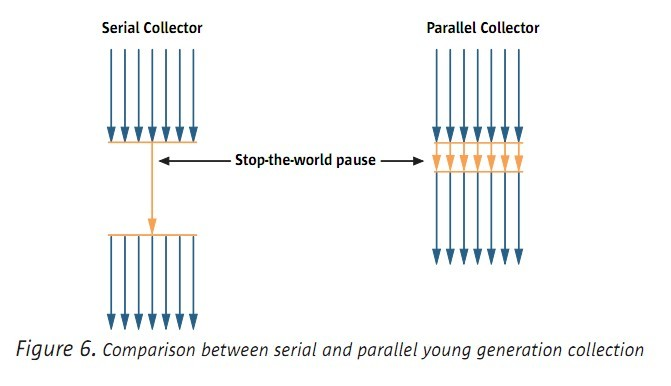 Serial Collector
Parallel Collector
Stop-the-world pause
Figure 6. Comparison between serial and parallel young generation collection